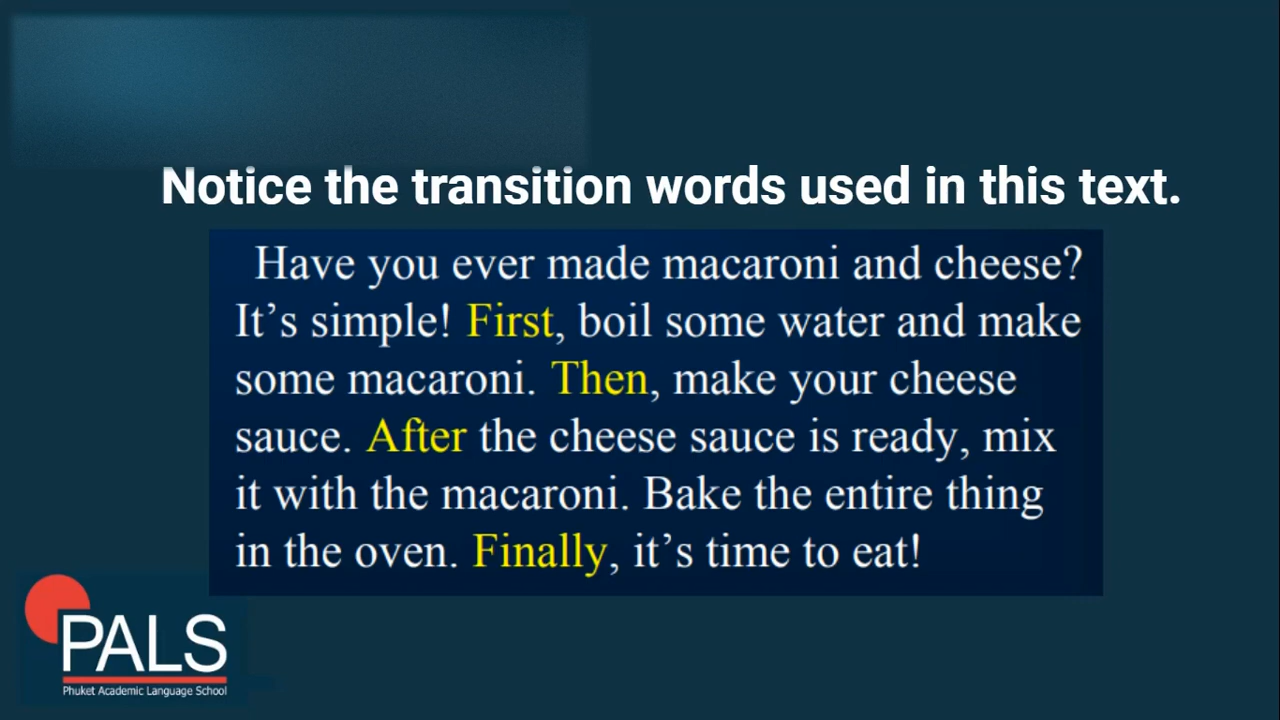 Notice the transition words used in this text.
Have you ever made macaroni and cheese?
It’s simple! First, boil some water and make
some macaroni. Then, make your cheese
sauce. After the cheese sauce is ready, mix
it with the macaroni. Bake the entire thing
in the oven. Finally, it’s time to eat!
PALS
Phuket Academic Language School